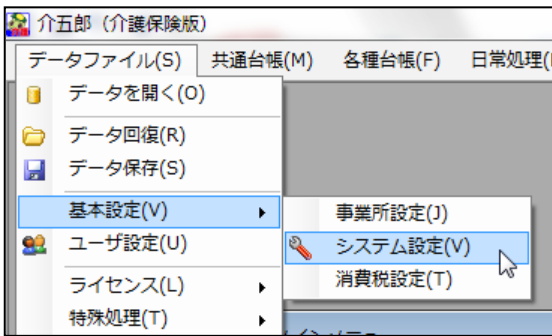 介五郎（介護保険版）
データファイル(S) 共通台帳(M) 各種台帳(F) 日常処理(
データを開く(O)
データ回復(R)
データ保存(S)
基本設定(V)
事業所設定(J)
ユーザ設定(U)
システム設定(V)
消費税設定(T)
ライセンス(L)
特殊処理(T)